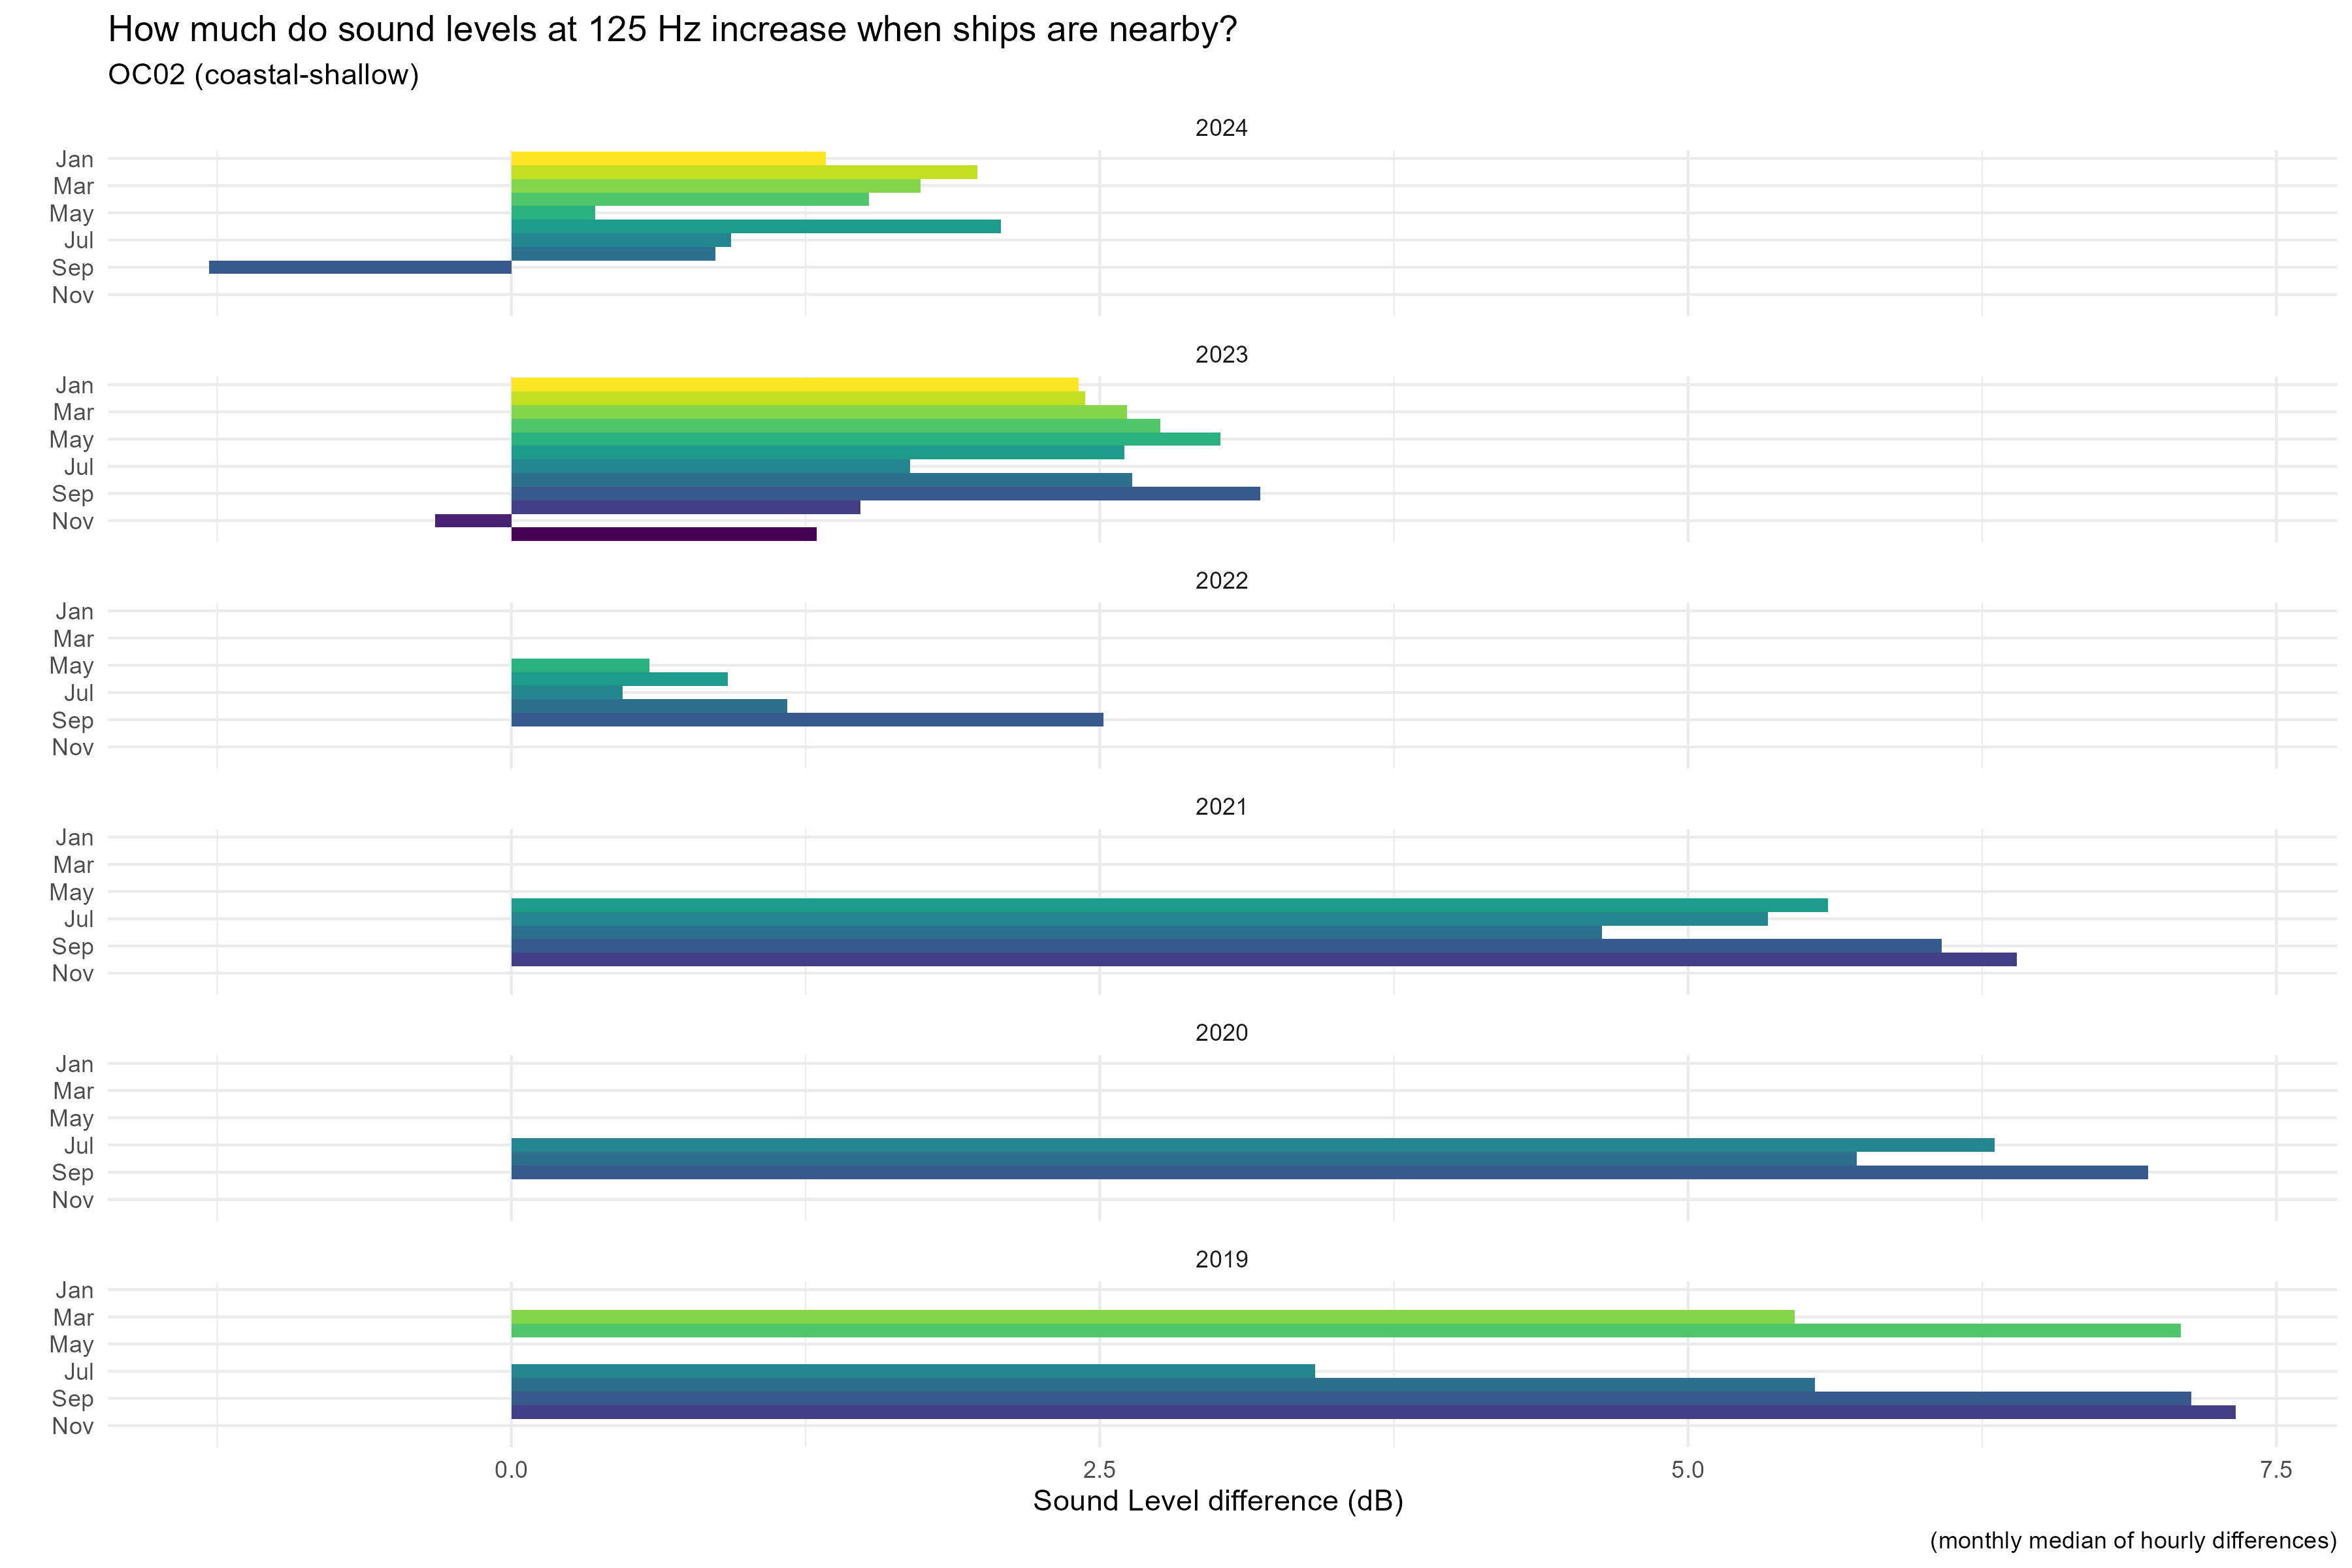 How much do sound levels at 125 Hz increase when ships are nearby?
OC02 (coastal-shallow)
2024
Jan
Mar
May
Jul
Sep
Nov
2023
Jan
Mar
May
Jul
Sep
Nov
2022
Jan
Mar
May
Jul
Sep
Nov
2021
Jan
Mar
May
Jul
Sep
Nov
2020
Jan
Mar
May
Jul
Sep
Nov
2019
Jan
Mar
May
Jul
Sep
Nov
0.0 2.5 5.0 7.5
Sound Level difference (dB)
(monthly median of hourly differences)